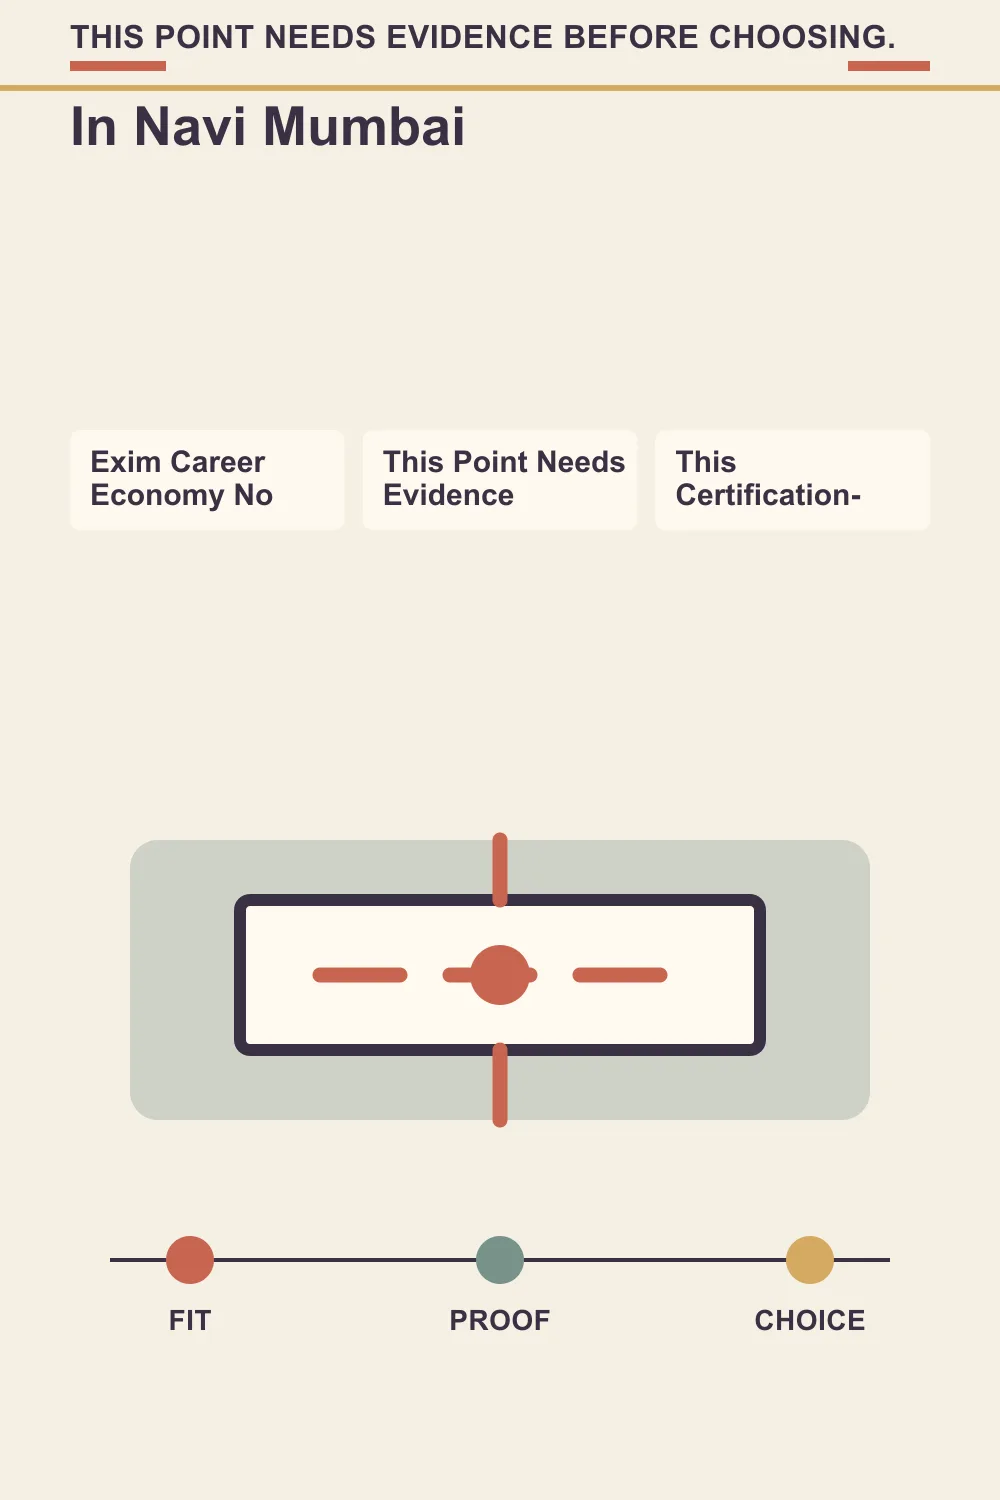 THIS POINT NEEDS EVIDENCE BEFORE CHOOSING.
In Navi Mumbai
Exim Career
Economy No
This Point Needs
Evidence
This
Certification-
FIT
PROOF
CHOICE